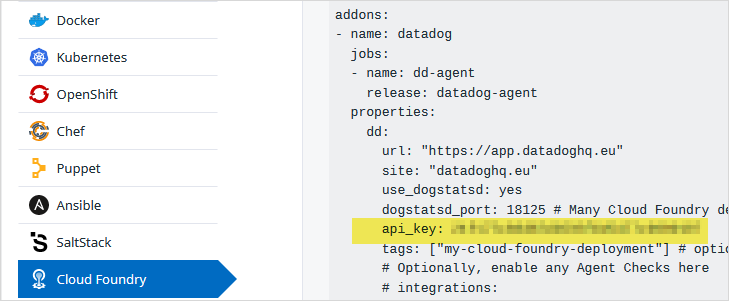 Docker
Kubernetes
OpenShift
Chef
Puppet
Ansible
SaltStack
Cloud Foundry
addons:
- name: datadog
jobs:
- name: dd-agent
release: datadog-agent
properties:
dd:
url: "https://app.datadoghq.eu"
site: "datadoghq.eu"
use_dogstatsd: yes
dogstatsd_port: 18125 # Many Cloud Foundry de
api_key:
tags: ["my-cloud-foundry-deployment"] # optio
# Optionally, enable any Agent Checks here
# integrations: